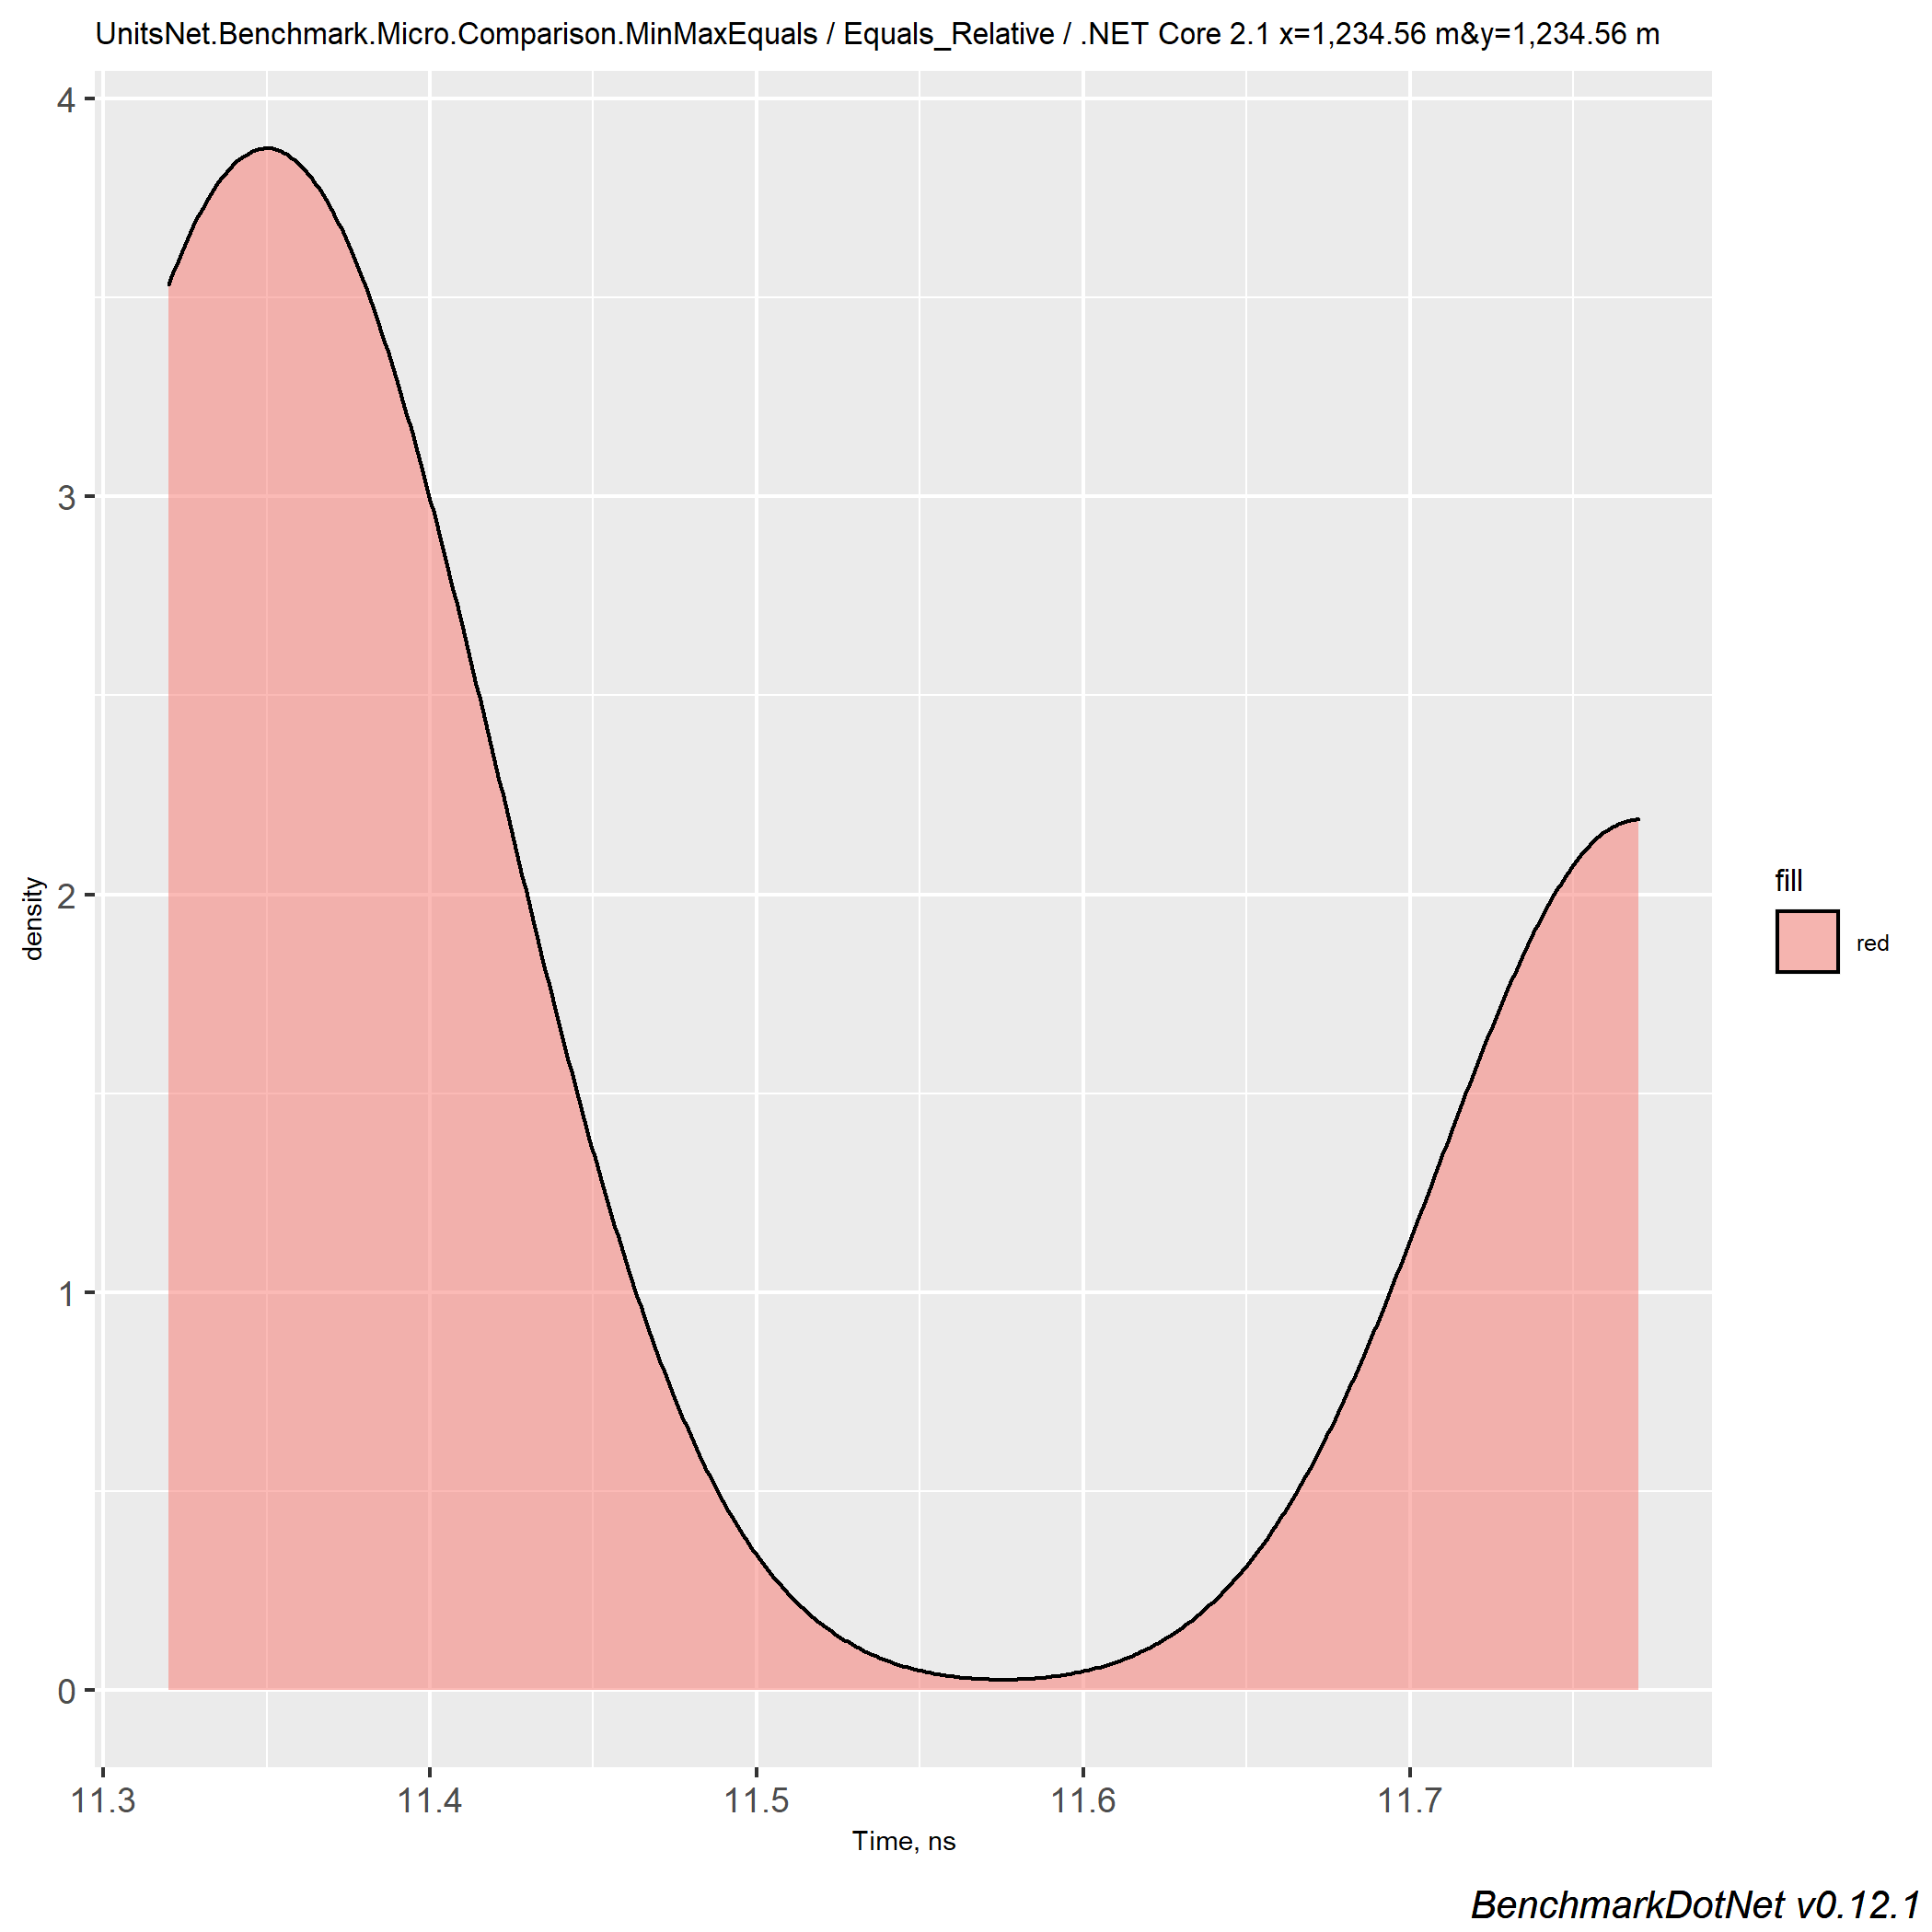 UnitsNet.Benchmark.Micro.Comparison.MinMaxEquals / Equals_Relative / .NET Core 2.1 x=1,234.56 m&y=1,234.56 m
4
3
2
1
0
density
11.3 11.4 11.5 11.6 11.7
Time, ns
fill
red
BenchmarkDotNet v0.12.1